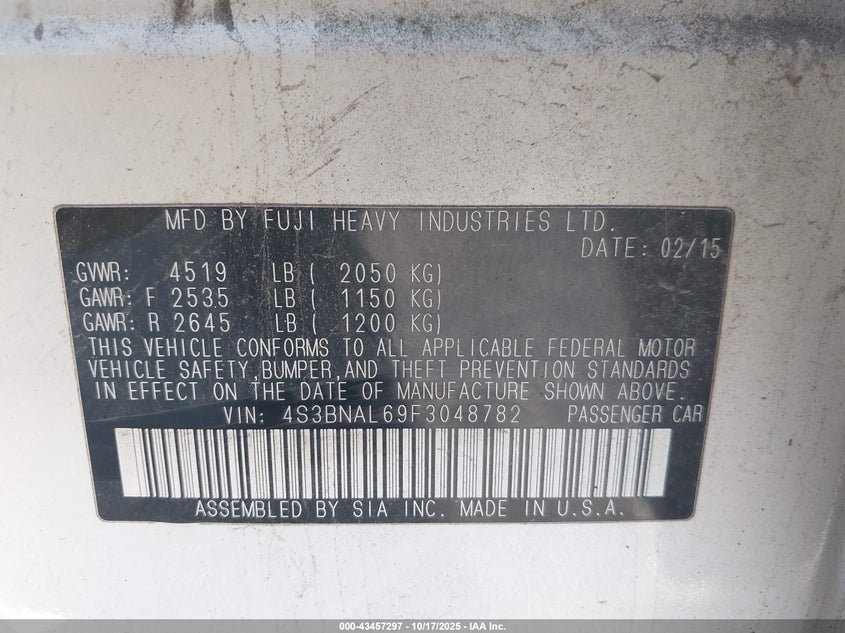 MFD BY FUJI HEAVY INDUSTRIES LTD.
DATE: 02/15
GVWR: 4519 LB ( 2050 KG)
GAWR: F 2535 LB ( 1150 KG)
GAWR: R 2645 LB ( 1200 KG)
THIS VEHICLE CONFORMS TO ALL APPLICABLE FEDERAL MOTOR
VEHICLE SAFETY,BUMPER,AND THEFT PREVENTION STANDARDS
IN EFFECT ON THE DATE OF MANUFACTURE SHOWN ABOVE.
VIN: 4S3BNAL69F3048782 PASSENGER CAR
ASSEMBLED BY SIA INC. MADE IN U.S.A.
000-43457297 - 10/17/2025 - IAA Inc.